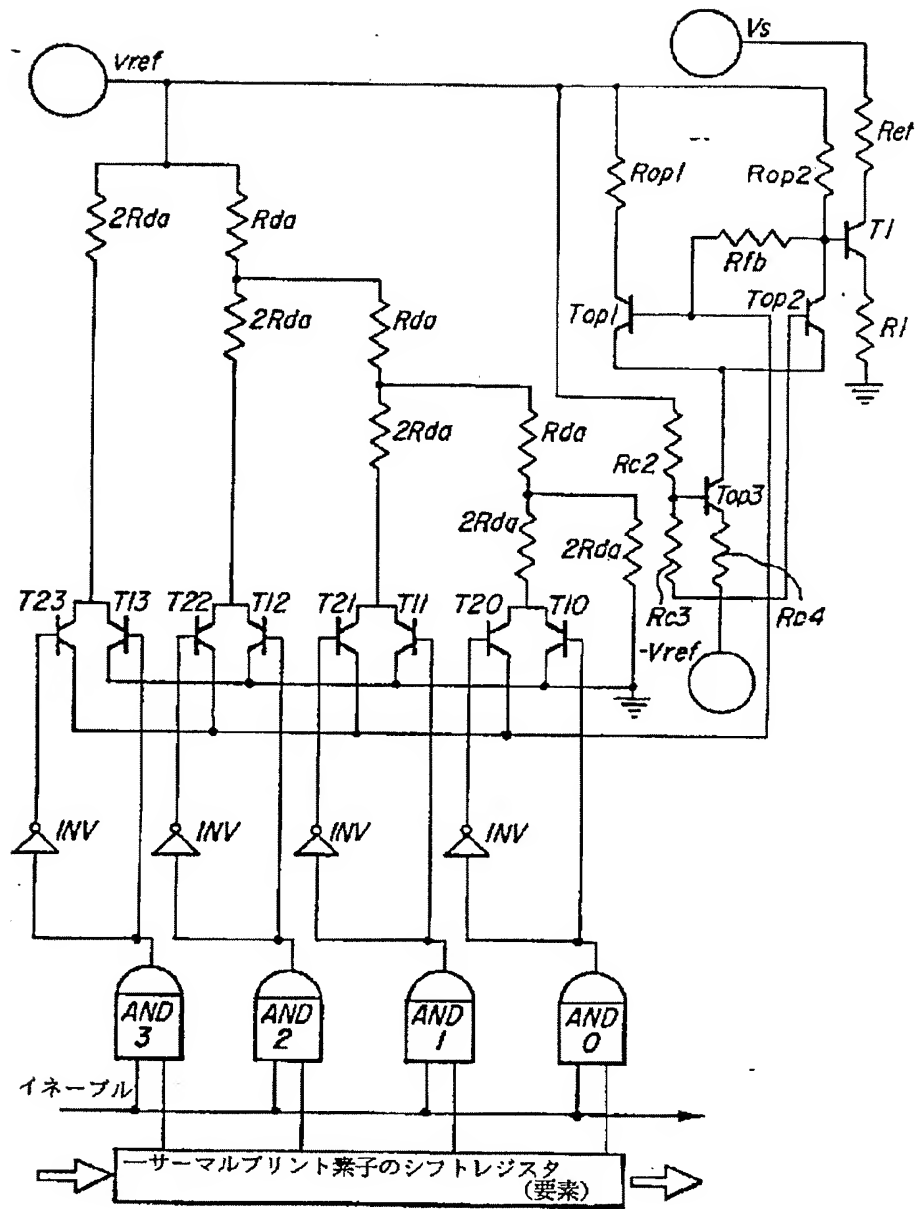 Vref
Vs
Ret
Rop1
Rop2
2Rda
Rda
T1
Rfb
Top1
Top2
2Rda
Rda
R1
2Rda
Rda
Rc2
Top3
2Rda
2Rda
T23
T13
T22
T12
T21
T11
T20
T10
Rc3
Rc4
-Vref
INV
INV
INV
INV
AND
3
AND
2
AND
1
AND
0
イネーブル
一サーマルプリント素子のシフトレジスタ
(要素)